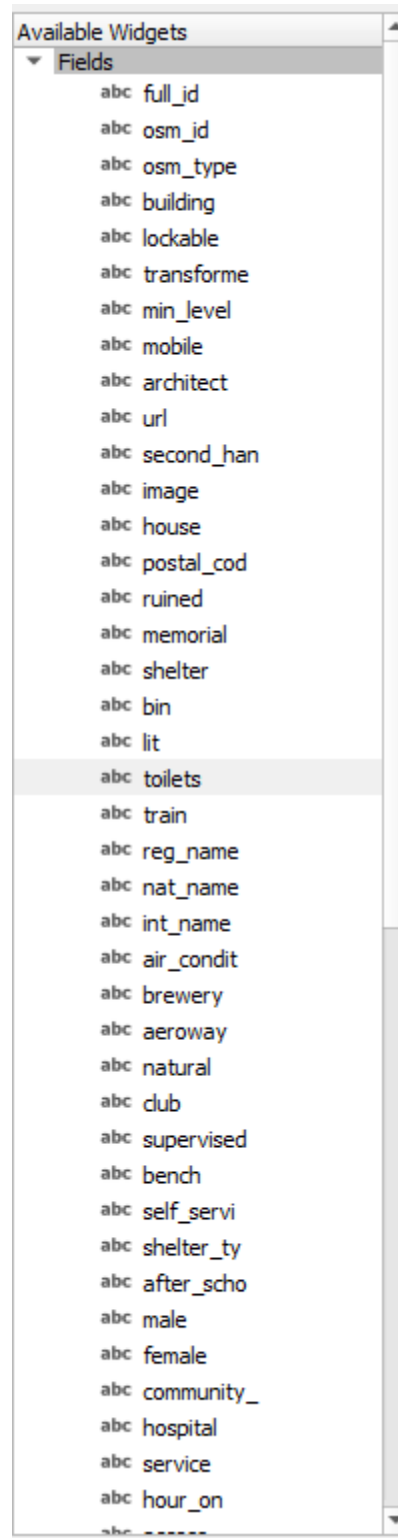 Available Widgets
Fields
abc full_id
abc osm_id
abc osm_type
abc building
abc lockable
abc transforme
abc min_level
abc mobile
abc architect
abc url
abc second_han
abc image
abc house
abc postal_cod
abc ruined
abc memorial
abc shelter
abc bin
abc lit
abc toilets
abc train
abc reg_name
abc nat_name
abc int_name
abc air_condit
abc brewery
abc aeroway
abc natural
abc club
abc supervised
abc bench
abc self_servi
abc shelter_ty
abc after_scho
abc male
abc female
abc community_
abc hospital
abc service
abc hour_on
abc